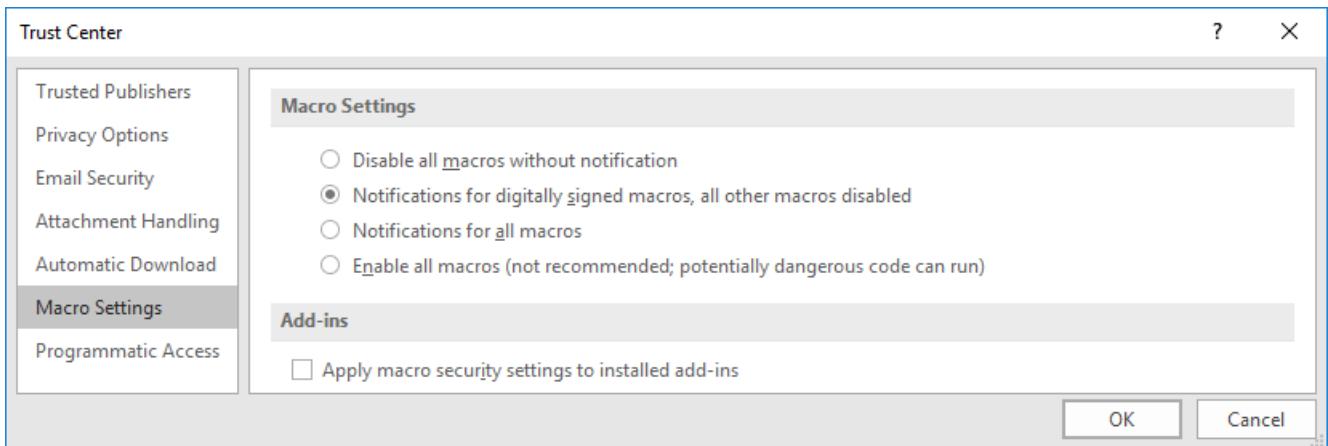 Trust Center
?
Trusted Publishers
Privacy Options
Email Security
Attachment Handling
Automatic Download
Macro Settings
Programmatic Access
Macro Settings
Disable all macros without notification
Notifications for digitally signed macros, all other macros disabled
Notifications for all macros
Enable all macros (not recommended; potentially dangerous code can run)
Add-ins
Apply macro security settings to installed add-ins
OK
Cancel